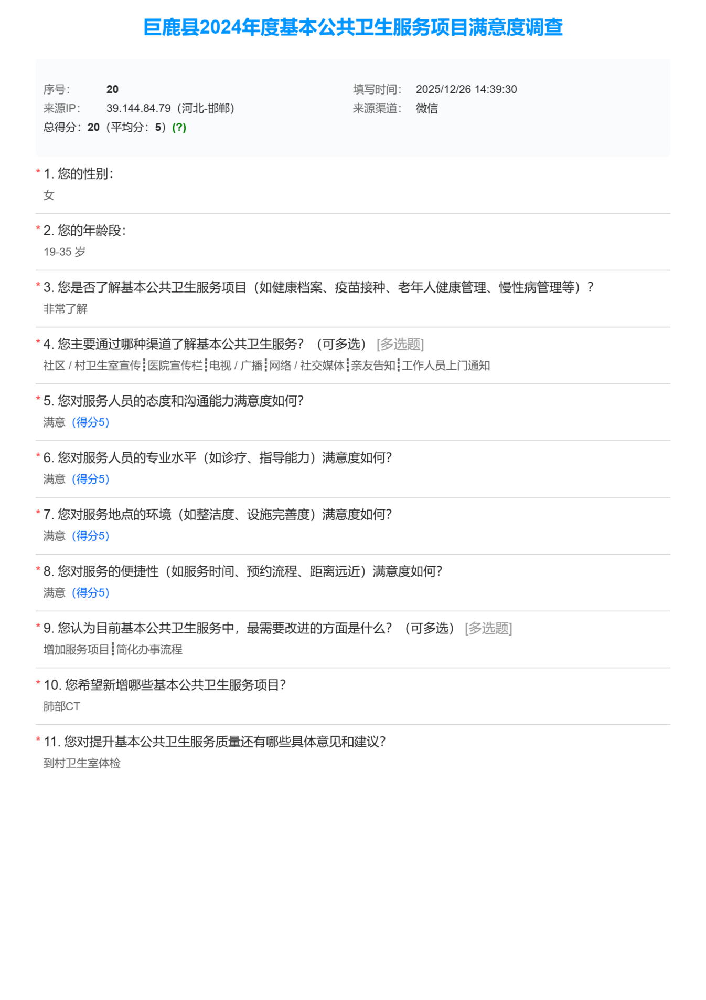 巨鹿县2024年度基本公共卫生服务项目满意度调查
序号： 20 填写时间： 2025/12/26 14:39:30
来源IP： 39.144.84.79（河北-邯郸） 来源渠道： 微信
总得分：20（平均分：5）(?)
* 1. 您的性别：
女
* 2. 您的年龄段：
19-35 岁
* 3. 您是否了解基本公共卫生服务项目（如健康档案、疫苗接种、老年人健康管理、慢性病管理等）？
非常了解
* 4. 您主要通过哪种渠道了解基本公共卫生服务？（可多选） [多选题]
社区 / 村卫生室宣传┋医院宣传栏┋电视 / 广播┋网络 / 社交媒体┋亲友告知┋工作人员上门通知
* 5. 您对服务人员的态度和沟通能力满意度如何？
满意（得分5）
* 6. 您对服务人员的专业水平（如诊疗、指导能力）满意度如何？
满意（得分5）
* 7. 您对服务地点的环境（如整洁度、设施完善度）满意度如何？
满意（得分5）
* 8. 您对服务的便捷性（如服务时间、预约流程、距离远近）满意度如何？
满意（得分5）
* 9. 您认为目前基本公共卫生服务中，最需要改进的方面是什么？（可多选） [多选题]
增加服务项目┋简化办事流程
* 10. 您希望新增哪些基本公共卫生服务项目？
肺部CT
* 11. 您对提升基本公共卫生服务质量还有哪些具体意见和建议？
到村卫生室体检